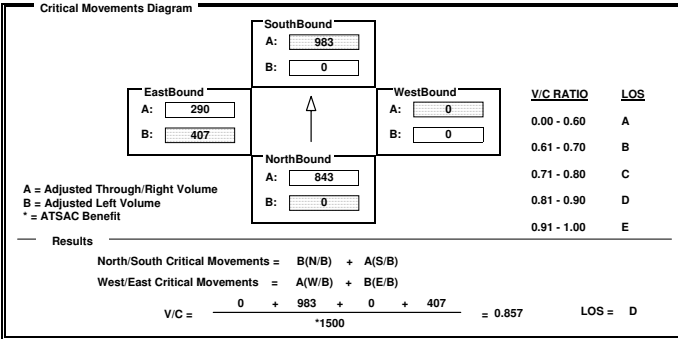 Critical Movements Diagram
SouthBound
A: 983
B: 0
EastBound
A: 290
B: 407
WestBound
A: 0
B: 0
NorthBound
A: 843
B: 0
V/C RATIO LOS
0.00 - 0.60 A
0.61 - 0.70 B
0.71 - 0.80 C
0.81 - 0.90 D
0.91 - 1.00 E
A = Adjusted Through/Right Volume
B = Adjusted Left Volume
* = ATSAC Benefit
Results
North/South Critical Movements = B(N/B) + A(S/B)
West/East Critical Movements = A(W/B) + B(E/B)
V/C = 0 + 983 + 0 + 407 = 0.857 LOS = D
*1500